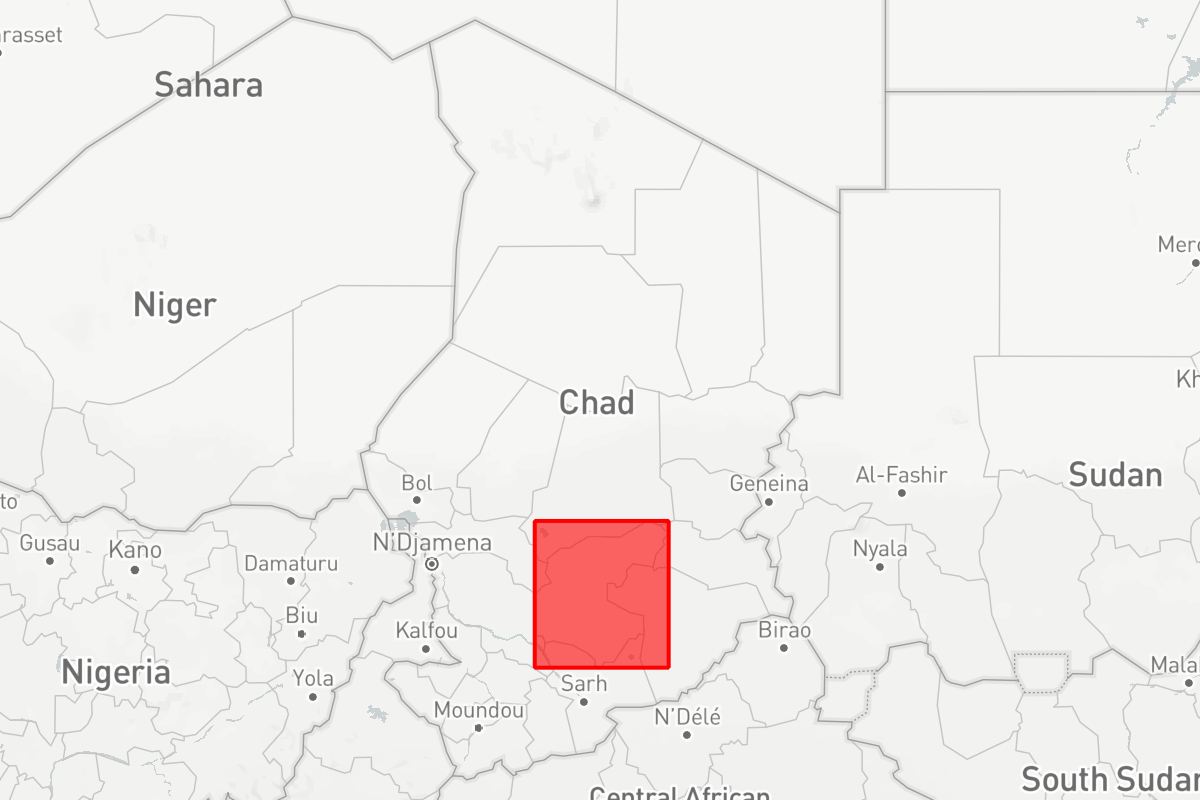 rasset
Sahara
Merc
Niger
Kh
Chad
Sudan
Bol
Geneina
Al-Fashir
to
Gusau
Kano
N'Djamena
Damaturu
Nyala
Biu
Kalfou
Birao
Nigeria
Yola
Sarh
Malal
Moundou
N'Délé
South Sudan
Central African